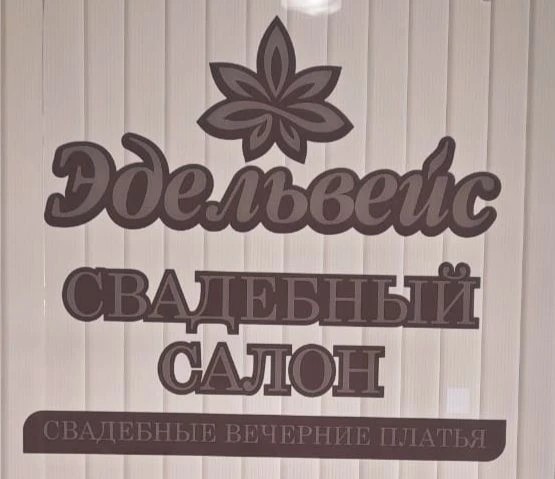 Эдельвейс
СВАДЕБНЫЙ
САЛОН
СВАДЕБНЫЕ ВЕЧЕРНИЕ ПЛАТЬЯ